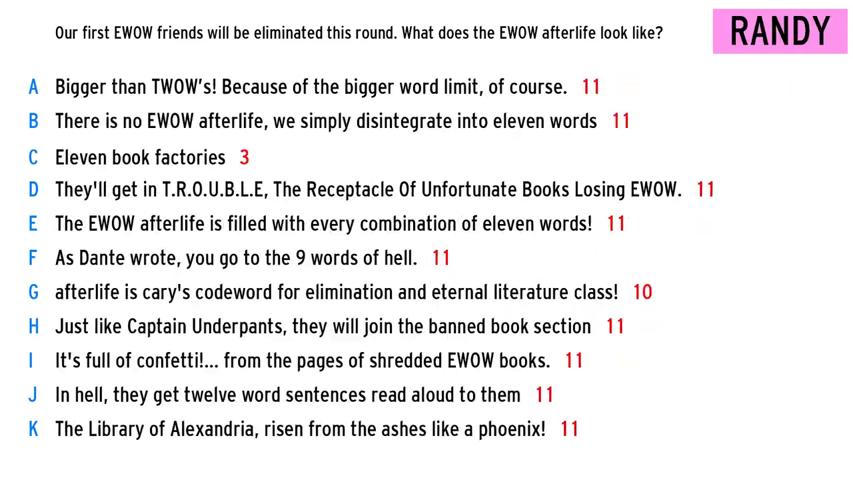 Our first EWOW friends will be eliminated this round. What does the EWOW afterlife look like?
RANDY
A Bigger than TWOW's! Because of the bigger word limit, of course. 11
B There is no EWOW afterlife, we simply disintegrate into eleven words 11
C Eleven book factories 3
D They'll get in T.R.O.U.B.L.E, The Receptacle Of Unfortunate Books Losing EWOW. 11
E The EWOW afterlife is filled with every combination of eleven words! 11
F As Dante wrote, you go to the 9 words of hell. 11
G afterlife is cary's codeword for elimination and eternal literature class! 10
H Just like Captain Underpants, they will join the banned book section 11
I It's full of confetti!... from the pages of shredded EWOW books. 11
J In hell, they get twelve word sentences read aloud to them 11
K The Library of Alexandria, risen from the ashes like a phoenix! 11